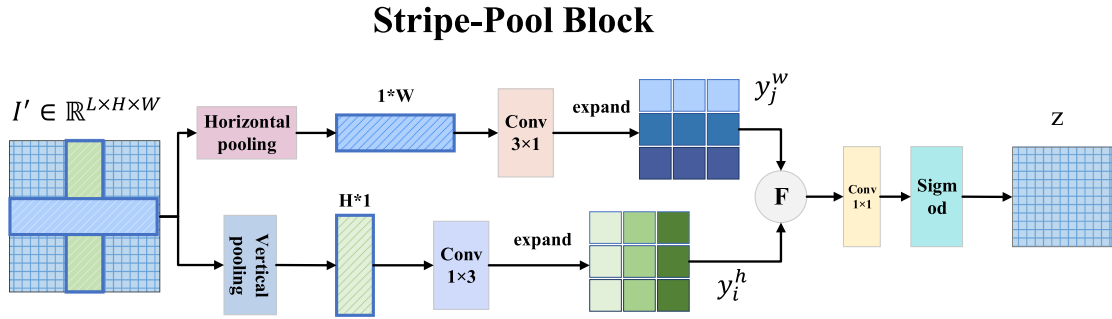 Stripe-Pool Block
I′ ∈ ℝ^{L×H×W}
Horizontal
pooling
1*W
Conv
3×1
expand
y_j^w
Vertical
pooling
H*1
Conv
1×3
expand
y_i^h
F
Conv
1×1
Sigm
od
z